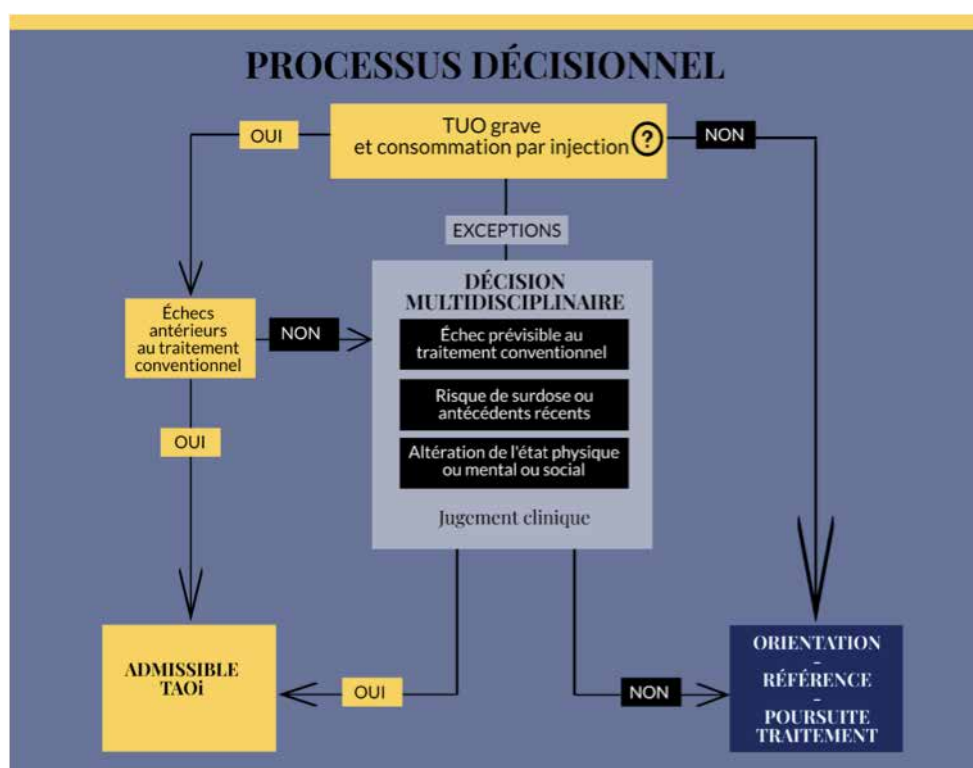 PROCESSUS DÉCISIONNEL
TUO grave
et consommation par injection ?
OUI
NON
EXCEPTIONS
DÉCISION
MULTIDISCIPLINAIRE
Échec prévisible au
traitement conventionnel
Risque de surdose ou
antécédents récents
Altération de l'état physique
ou mental ou social
Jugement clinique
Échecs
antérieurs
au traitement
conventionnel
NON
OUI
ADMISSIBLE
TAOi
OUI
NON
ORIENTATION
-
RÉFÉRENCE
-
POURSUITE
TRAITEMENT